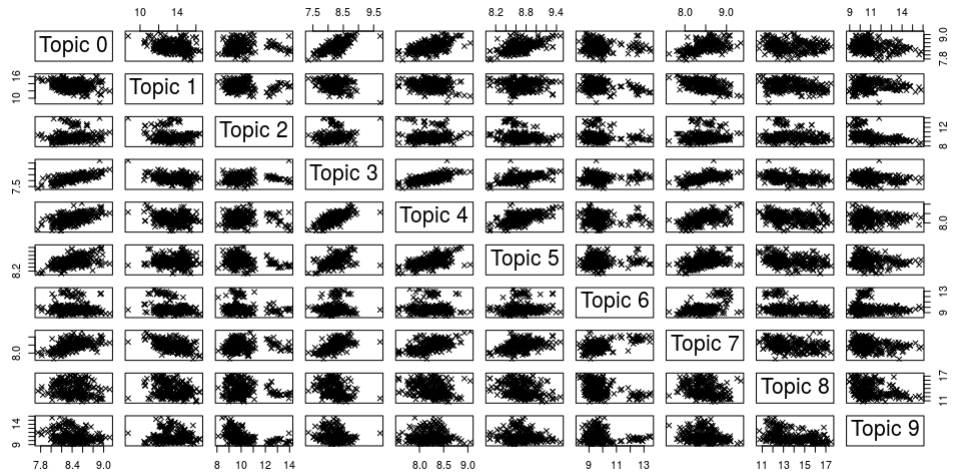 10 14 7.5 8.5 9.5 8.2 8.8 9.4 8.0 9.0 9 11 14
Topic 0 7.8 9.0
10 16 Topic 1
Topic 2 8 12
7.5 Topic 3
Topic 4 8.0
8.2 Topic 5
Topic 6 9 13
8.0 Topic 7
Topic 8 11 17
9 14 Topic 9
7.8 8.4 9.0 8 10 12 14 8.0 8.5 9.0 9 11 13 11 13 15 17